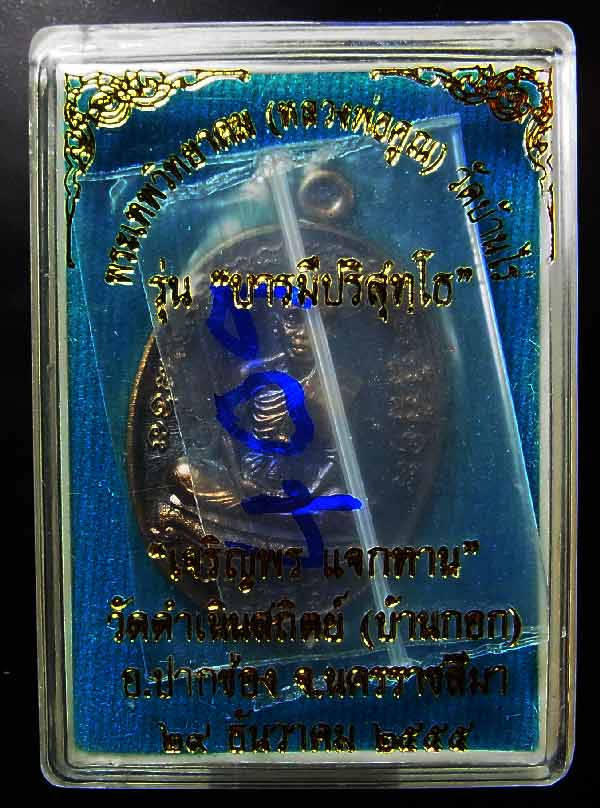 พระเทพวิทยาคม (หลวงพ่อคูณ) วัดบ้านไร่
รุ่น "บารมีปริสุทฺโธ"
"เจริญพร แจกทาน"
วัดดำเนินสถิตย์ (บ้านกอก)
อ.ปากช่อง จ.นครราชสีมา
๒๙ ธันวาคม ๒๕๕๕